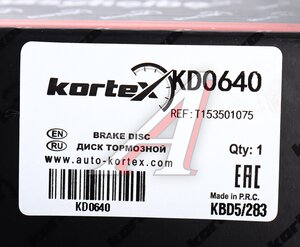 kortex KD0640
REF: T153501075
EN BRAKE DISC
RU ДИСК ТОРМОЗНОЙ
Qty: 1
www.auto-kortex.com
EAC
Made in P.R.C.
KD0640
KBD5/283